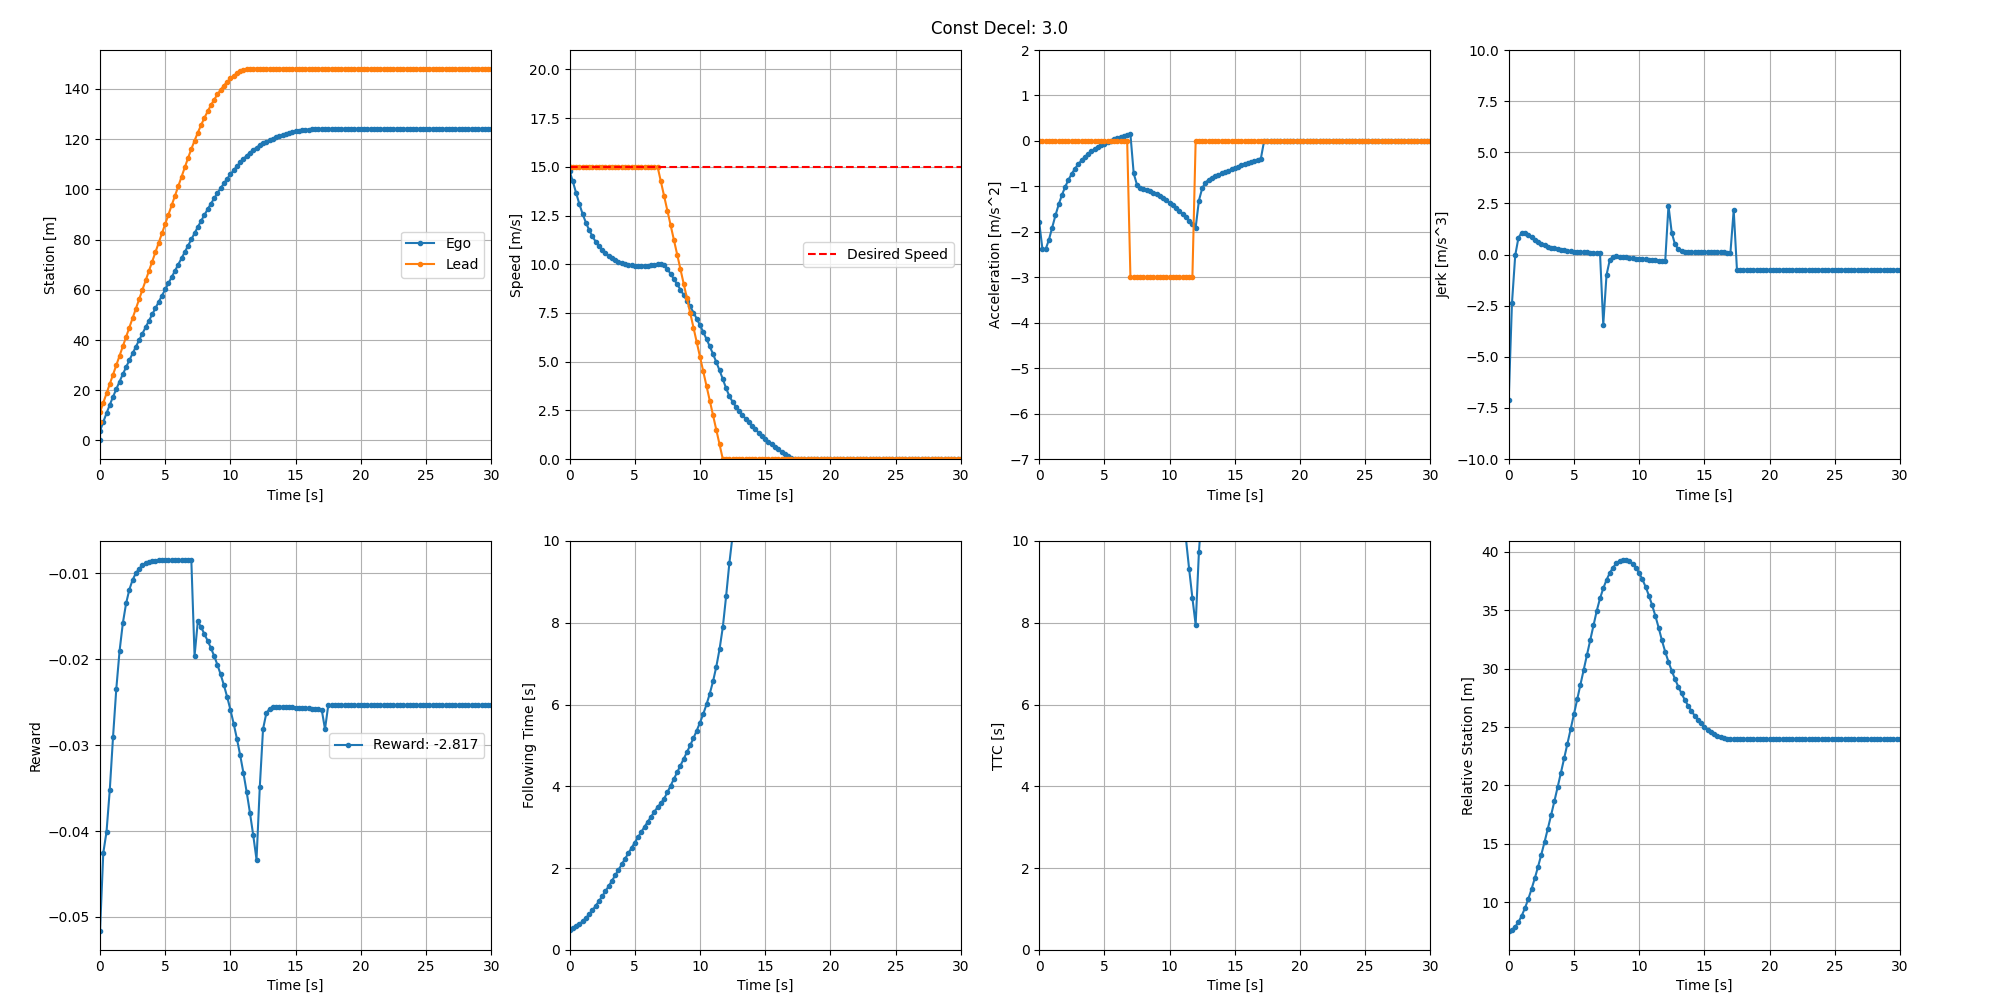 Const Decel: 3.0
Station [m]
140
120
100
80
60
40
20
0
Ego
Lead
0 5 10 15 20 25 30
Time [s]
Speed [m/s]
20.0
17.5
15.0
12.5
10.0
7.5
5.0
2.5
0.0
Desired Speed
0 5 10 15 20 25 30
Time [s]
Acceleration [m/s^2]
2
1
0
−1
−2
−3
−4
−5
−6
−7
0 5 10 15 20 25 30
Time [s]
Jerk [m/s^3]
10.0
7.5
5.0
2.5
0.0
−2.5
−5.0
−7.5
−10.0
0 5 10 15 20 25 30
Time [s]
Reward
−0.01
−0.02
−0.03
−0.04
−0.05
Reward: -2.817
0 5 10 15 20 25 30
Time [s]
Following Time [s]
10
8
6
4
2
0
0 5 10 15 20 25 30
Time [s]
TTC [s]
10
8
6
4
2
0
0 5 10 15 20 25 30
Time [s]
Relative Station [m]
40
35
30
25
20
15
10
0 5 10 15 20 25 30
Time [s]